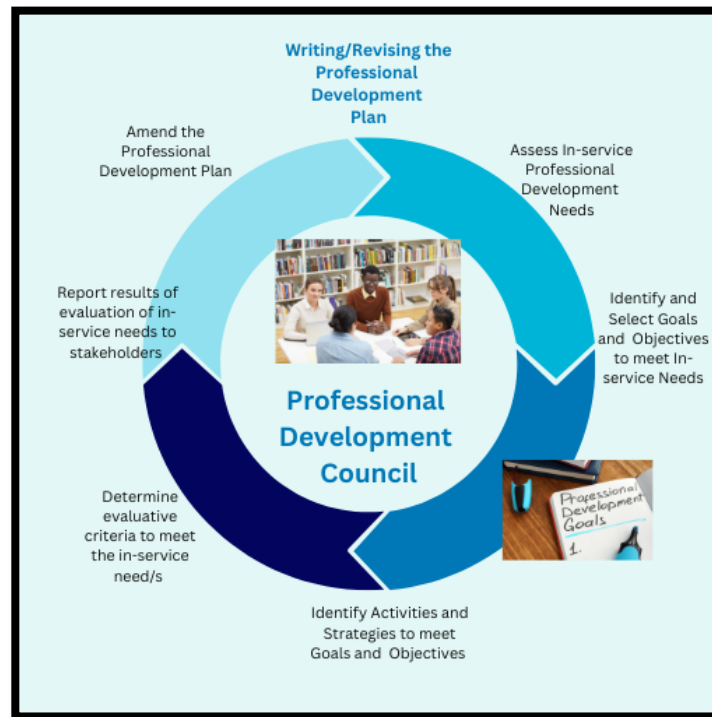 Writing/Revising the
Professional
Development
Plan
Assess In-service
Professional
Development
Needs
Identify and
Select Goals
and Objectives
to meet In-
service Needs
Identify Activities and
Strategies to meet
Goals and Objectives
Determine
evaluative
criteria to meet
the in-service
need/s
Report results of
evaluation of in-
service needs to
stakeholders
Amend the
Professional
Development Plan
Professional
Development
Council
Professional
Development
Goals
1.